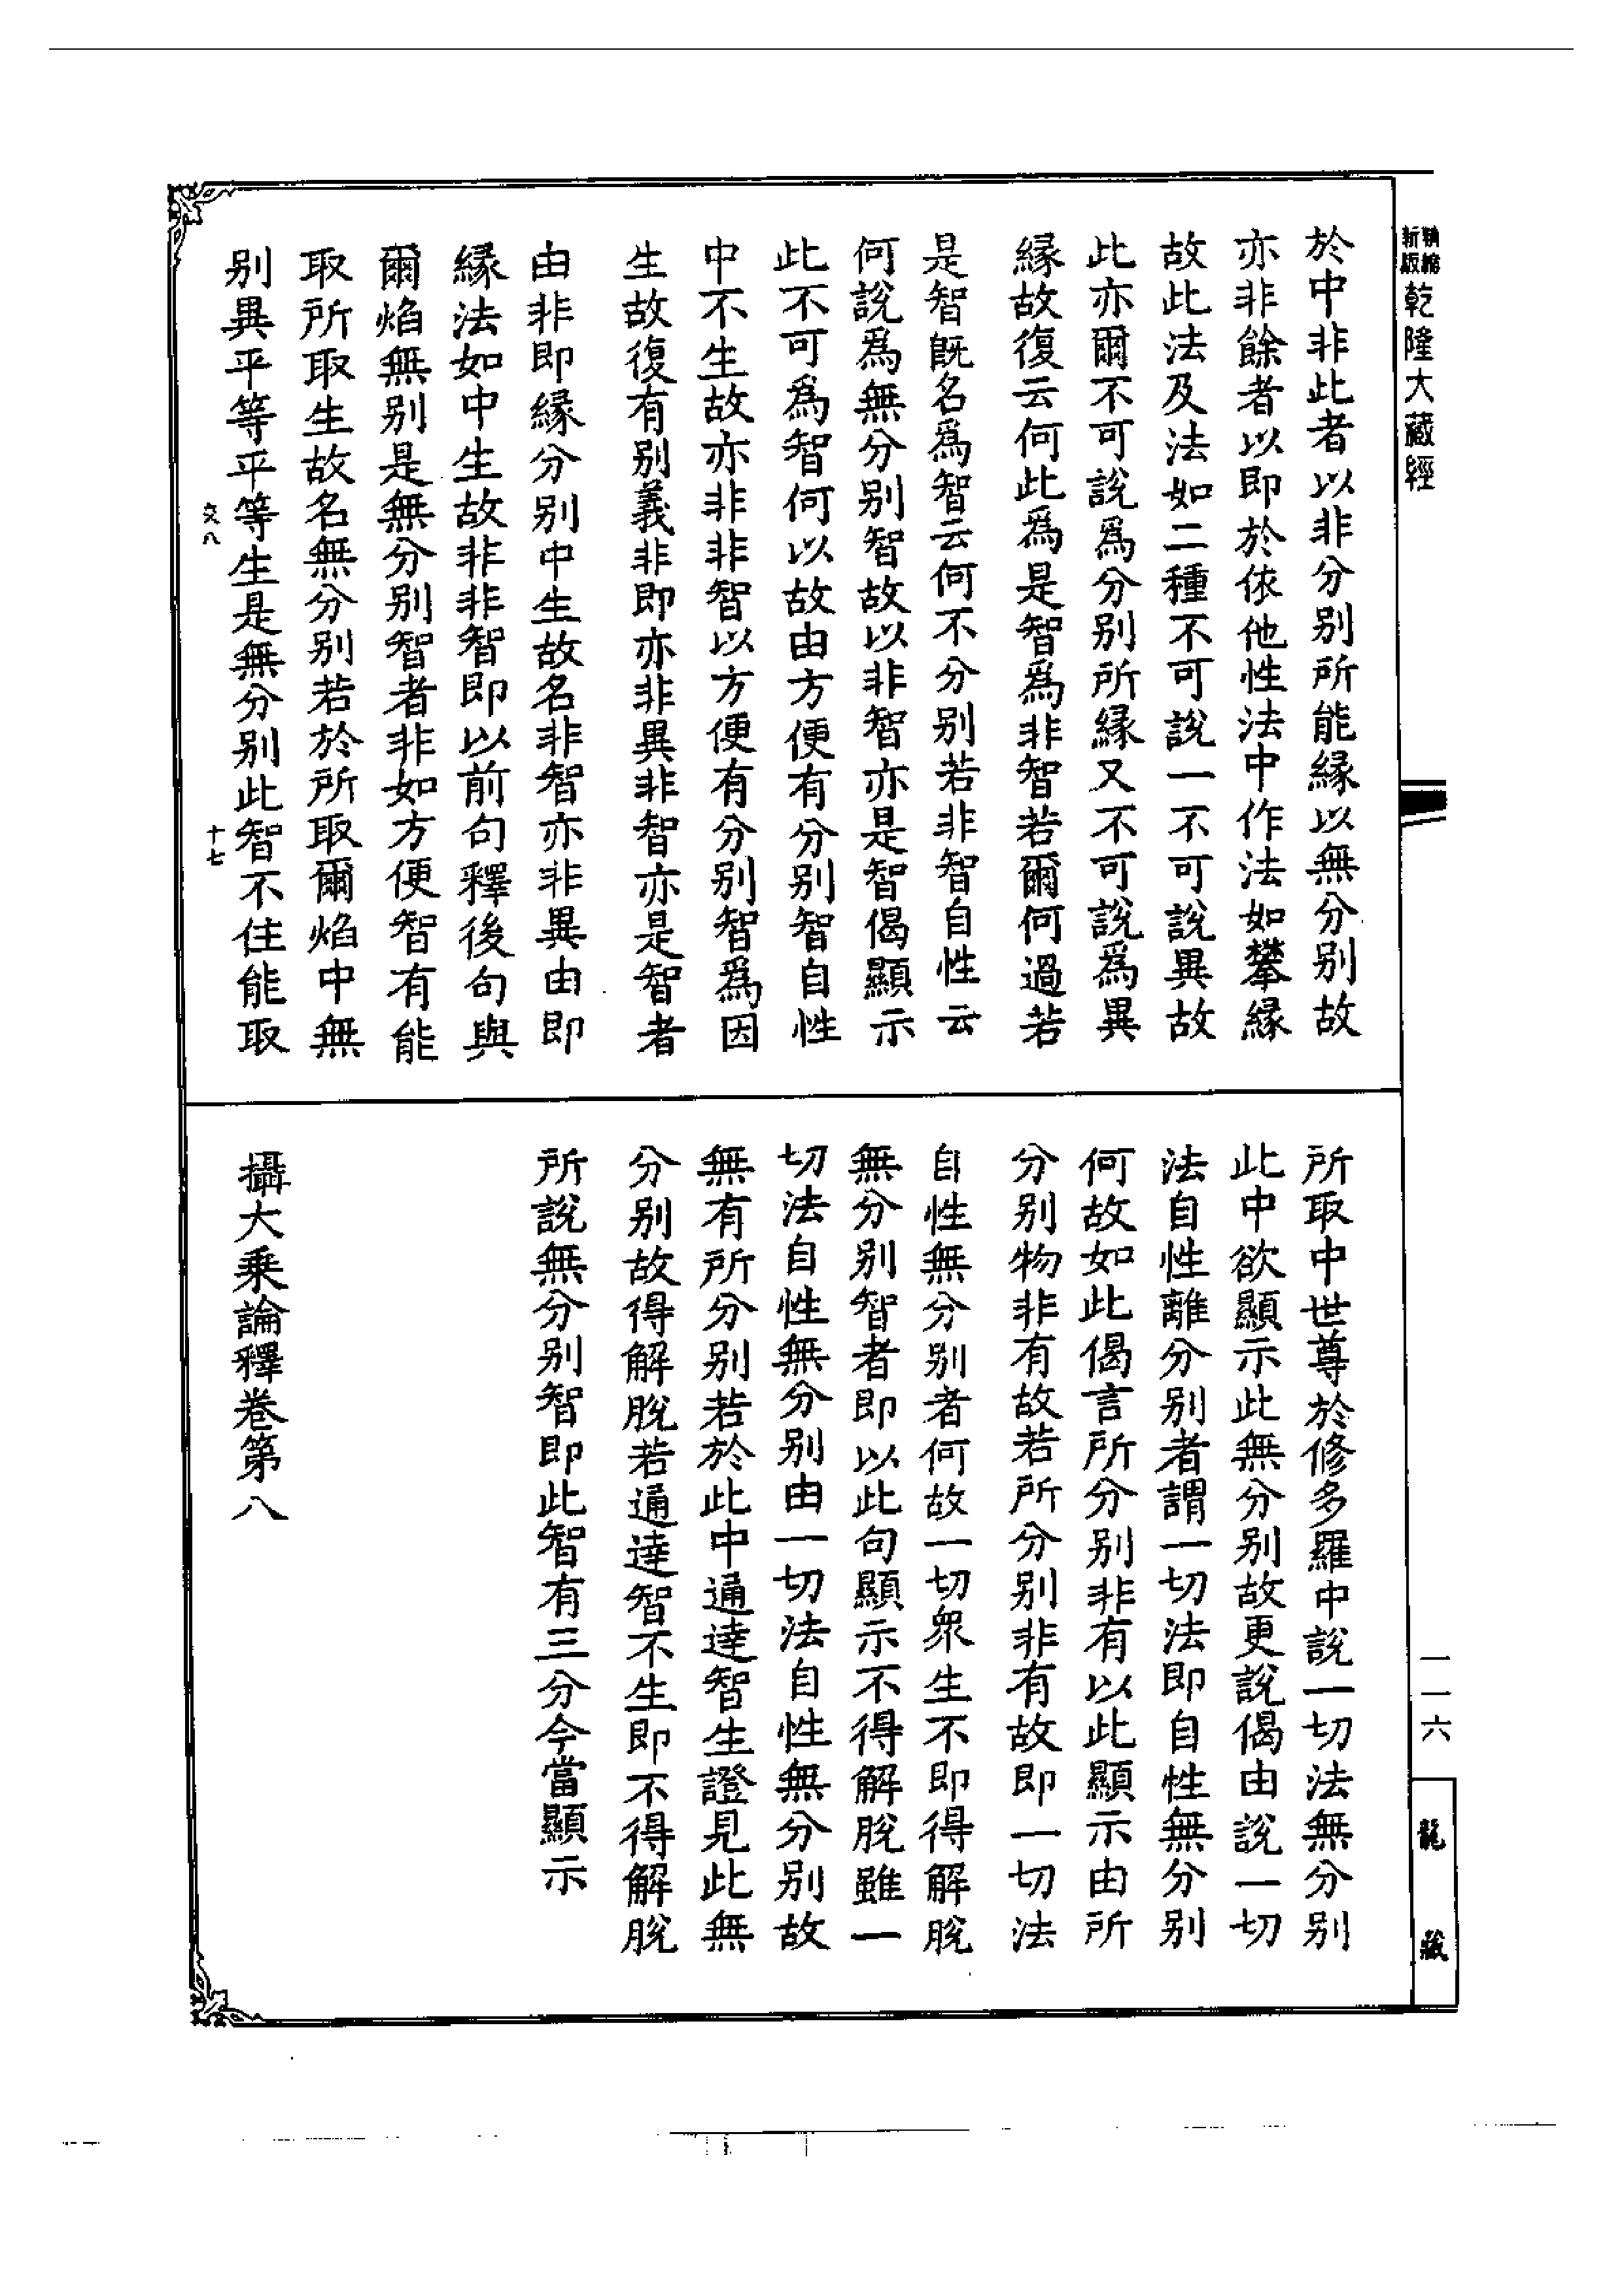 精縮
新版
乾隆大藏經
於中非此者以非分別所能緣以無分別故
亦非餘者以即於依他性法中作法如攀緣
故此法及法如二種不可說一不可說異故
此亦爾不可說爲分別所緣又不可說爲異
緣故復云何此爲是智爲非智若爾何過若
是智既名爲智云何不分別若非智自性云
何說爲無分別智故以非智亦是智偈顯示
此不可爲智何以故由方便有分別智自性
中不生故亦非非智以方便有分別智爲因
生故復有別義非即亦非異非智亦是智者
由非即緣分別中生故名非智亦非異由即
緣法如中生故非非智即以前句釋後句與
爾焰無別是無分別智者非如方便智有能
取所取生故名無分別若於所取爾焰中無
別異平等平等生是無分別此智不住能取
交八
十七
所取中世尊於修多羅中說一切法無分別
此中欲顯示此無分別故更說偈由說一切
法自性離分別者謂一切法即自性無分別
何故如此偈言所分別非有以此顯示由所
分別物非有故若所分別非有故即一切法
自性無分別者何故一切眾生不即得解脫
無分別智者即以此句顯示不得解脫雖一
切法自性無分別由一切法自性無分別故
無有所分別若於此中通達智生證見此無
分別故得解脫若通達智不生即不得解脫
所說無分別智即此智有三分今當顯示
攝大乘論釋卷第八
一一六
龍藏